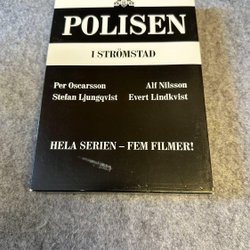 POLISEN
I STRÖMSTAD
Per Oscarsson Alf Nilsson
Stefan Ljungqvist Evert Lindkvist
HELA SERIEN – FEM FILMER!